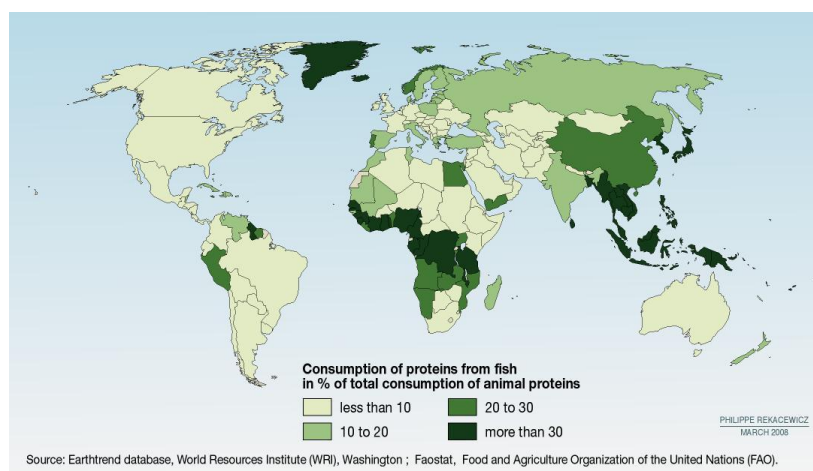 Consumption of proteins from fish
in % of total consumption of animal proteins
less than 10
20 to 30
10 to 20
more than 30
PHILIPPE REKACEWICZ
MARCH 2008
Source: Earthtrend database, World Resources Institute (WRI), Washington ; Faostat, Food and Agriculture Organization of the United Nations (FAO).